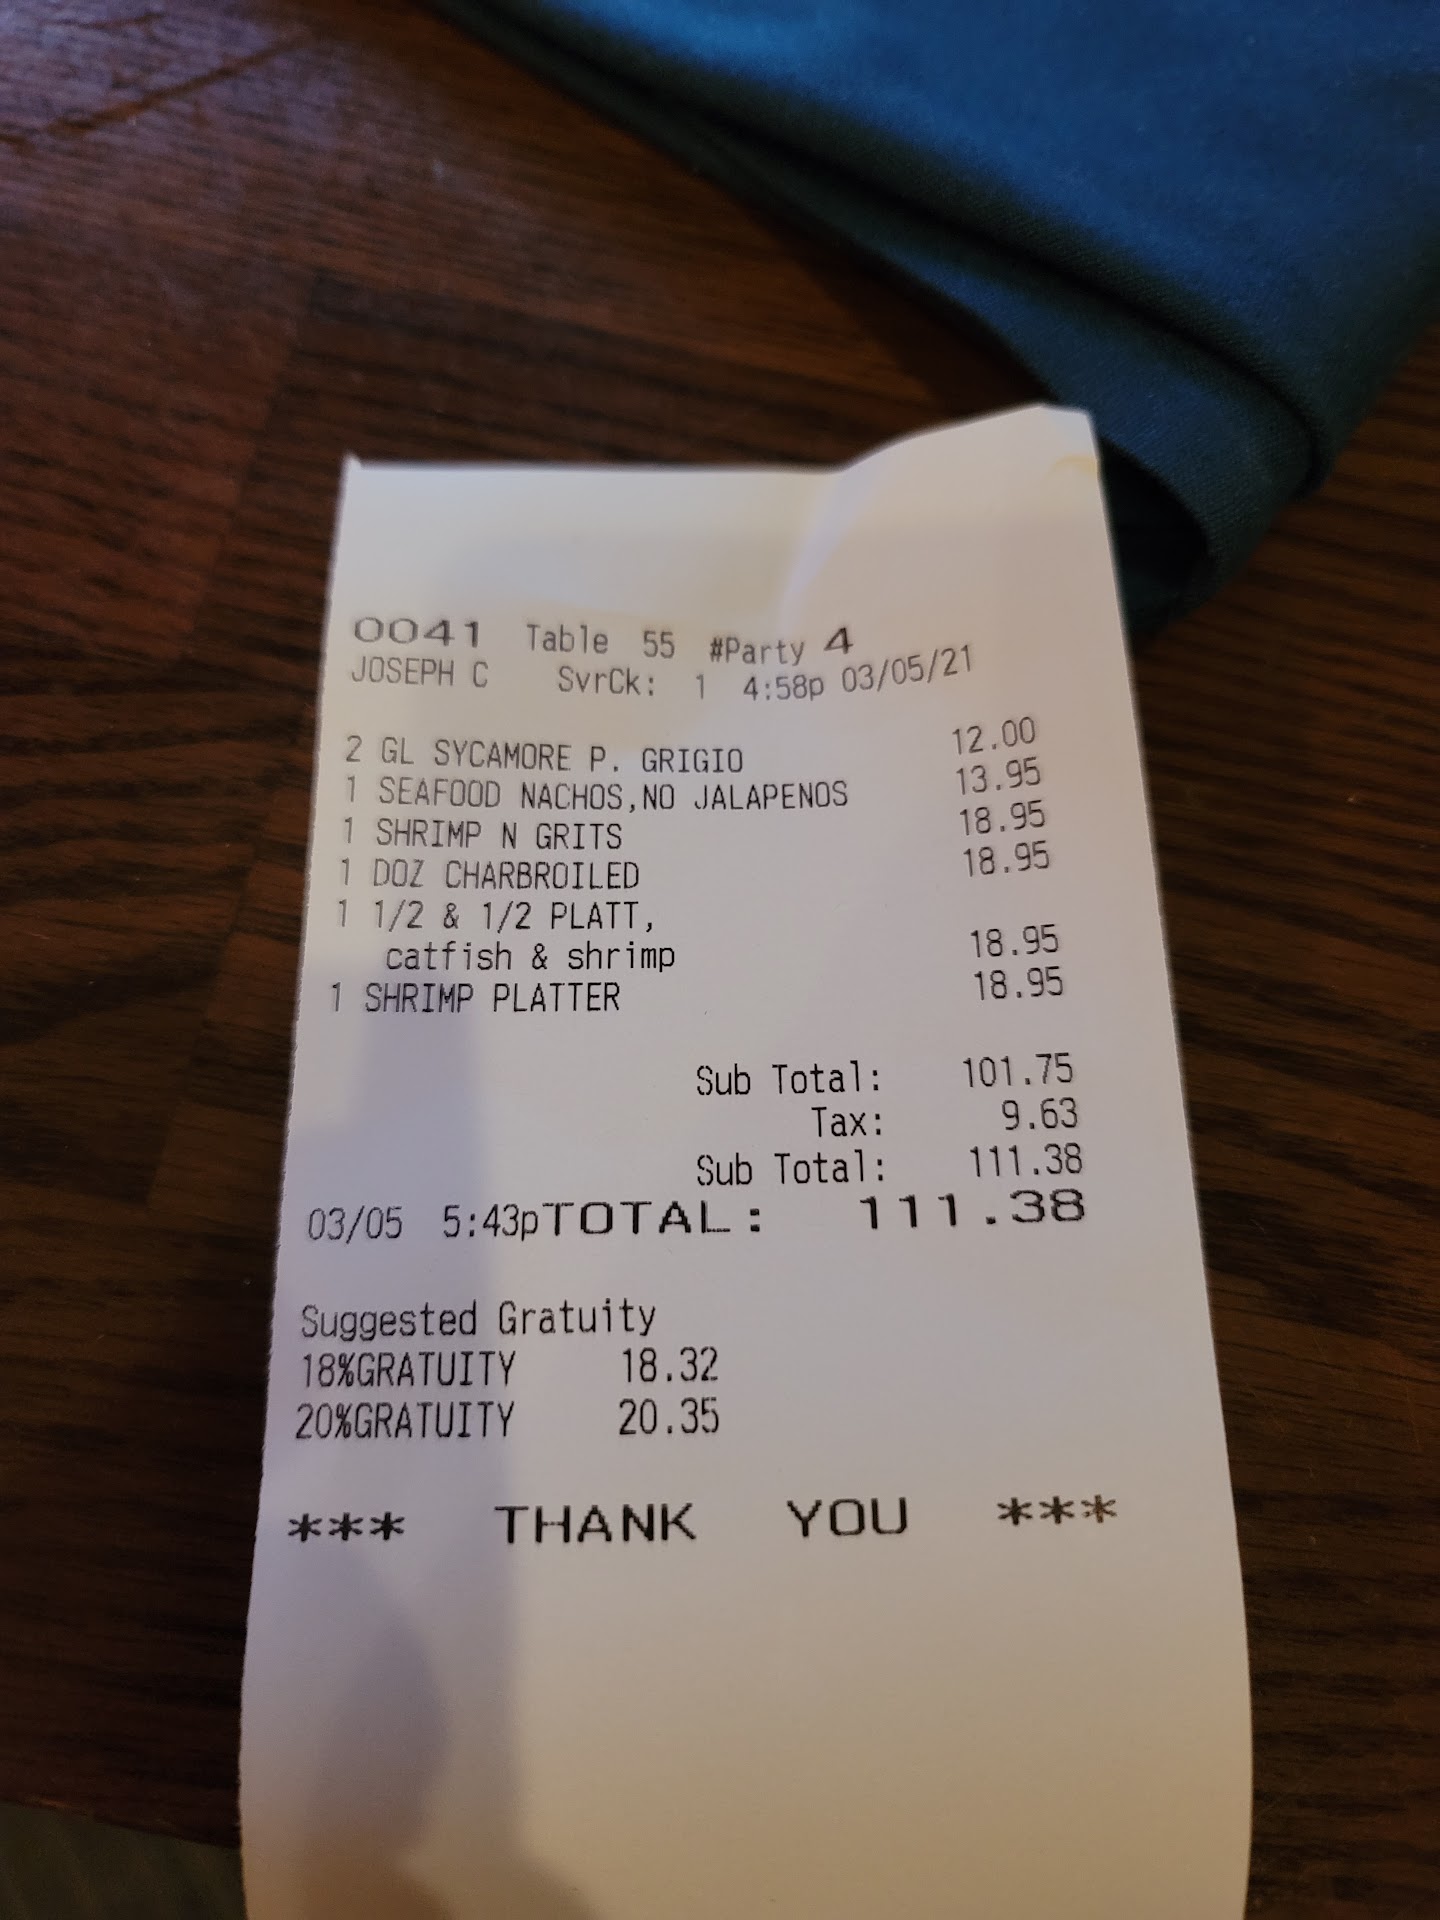 0041 Table 55 #Party 4
JOSEPH C SvrCk: 1 4:58p 03/05/21
2 GL SYCAMORE P. GRIGIO 12.00
1 SEAFOOD NACHOS,NO JALAPENOS 13.95
1 SHRIMP N GRITS 18.95
1 DOZ CHARBROILED 18.95
1 1/2 & 1/2 PLATT,
catfish & shrimp 18.95
1 SHRIMP PLATTER 18.95
Sub Total: 101.75
Tax: 9.63
Sub Total: 111.38
03/05 5:43pTOTAL: 111.38
Suggested Gratuity
18%GRATUITY 18.32
20%GRATUITY 20.35
*** THANK YOU ***